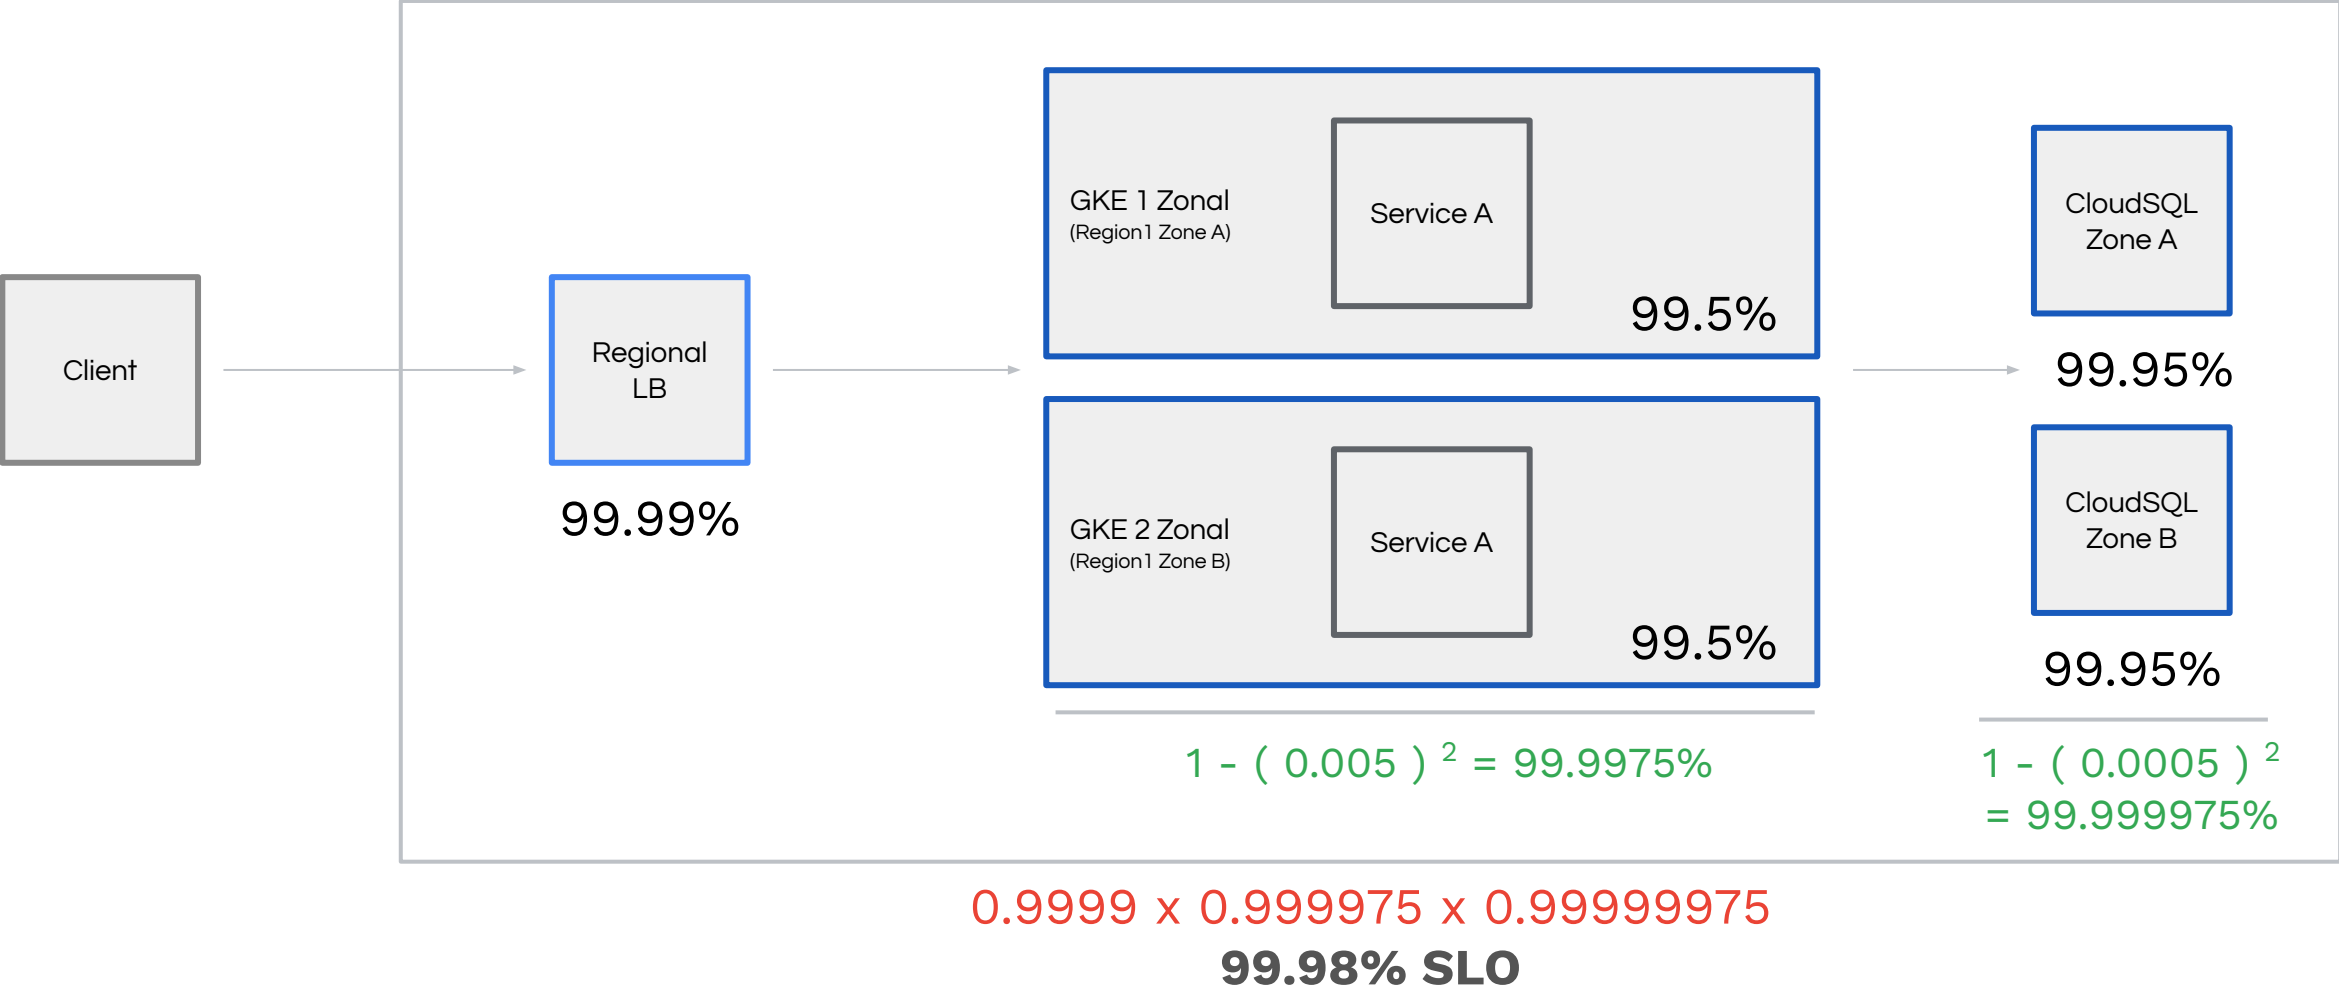 Client
Regional
LB
99.99%
GKE 1 Zonal
(Region1 Zone A)
Service A
99.5%
GKE 2 Zonal
(Region1 Zone B)
Service A
99.5%
1 - ( 0.005 ) ² = 99.9975%
CloudSQL
Zone A
99.95%
CloudSQL
Zone B
99.95%
1 - ( 0.0005 ) ²
= 99.999975%
0.9999 x 0.999975 x 0.99999975
99.98% SLO